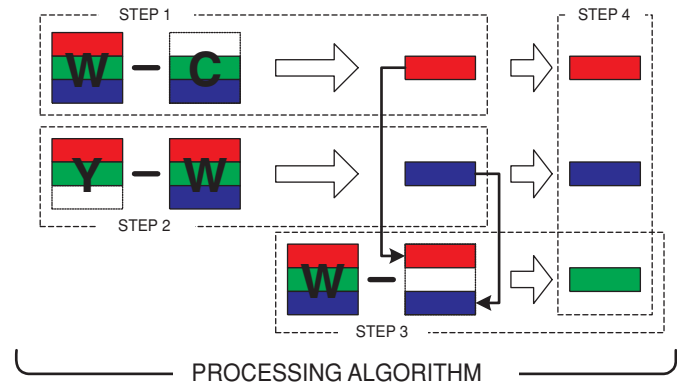 STEP 1
STEP 4
W – C
Y – W
STEP 2
W –
STEP 3
PROCESSING ALGORITHM